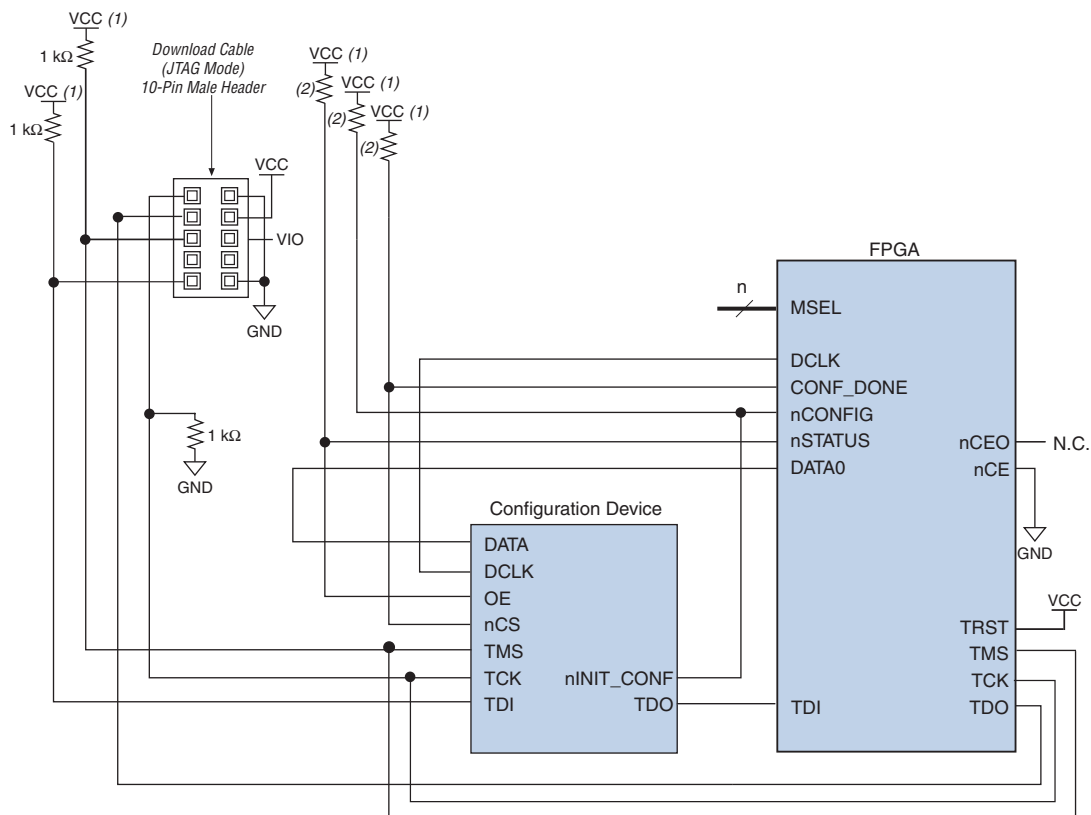 VCC (1)
1 kΩ
VCC (1)
1 kΩ
Download Cable
(JTAG Mode)
10-Pin Male Header
VCC
VIO
GND
1 kΩ
GND
VCC (1)
(2)
VCC (1)
(2)
VCC (1)
(2)
FPGA
n
MSEL
DCLK
CONF_DONE
nCONFIG
nSTATUS
DATA0
nCEO
N.C.
nCE
GND
VCC
TRST
TMS
TCK
TDO
TDI
Configuration Device
DATA
DCLK
OE
nCS
TMS
TCK
TDI
nINIT_CONF
TDO